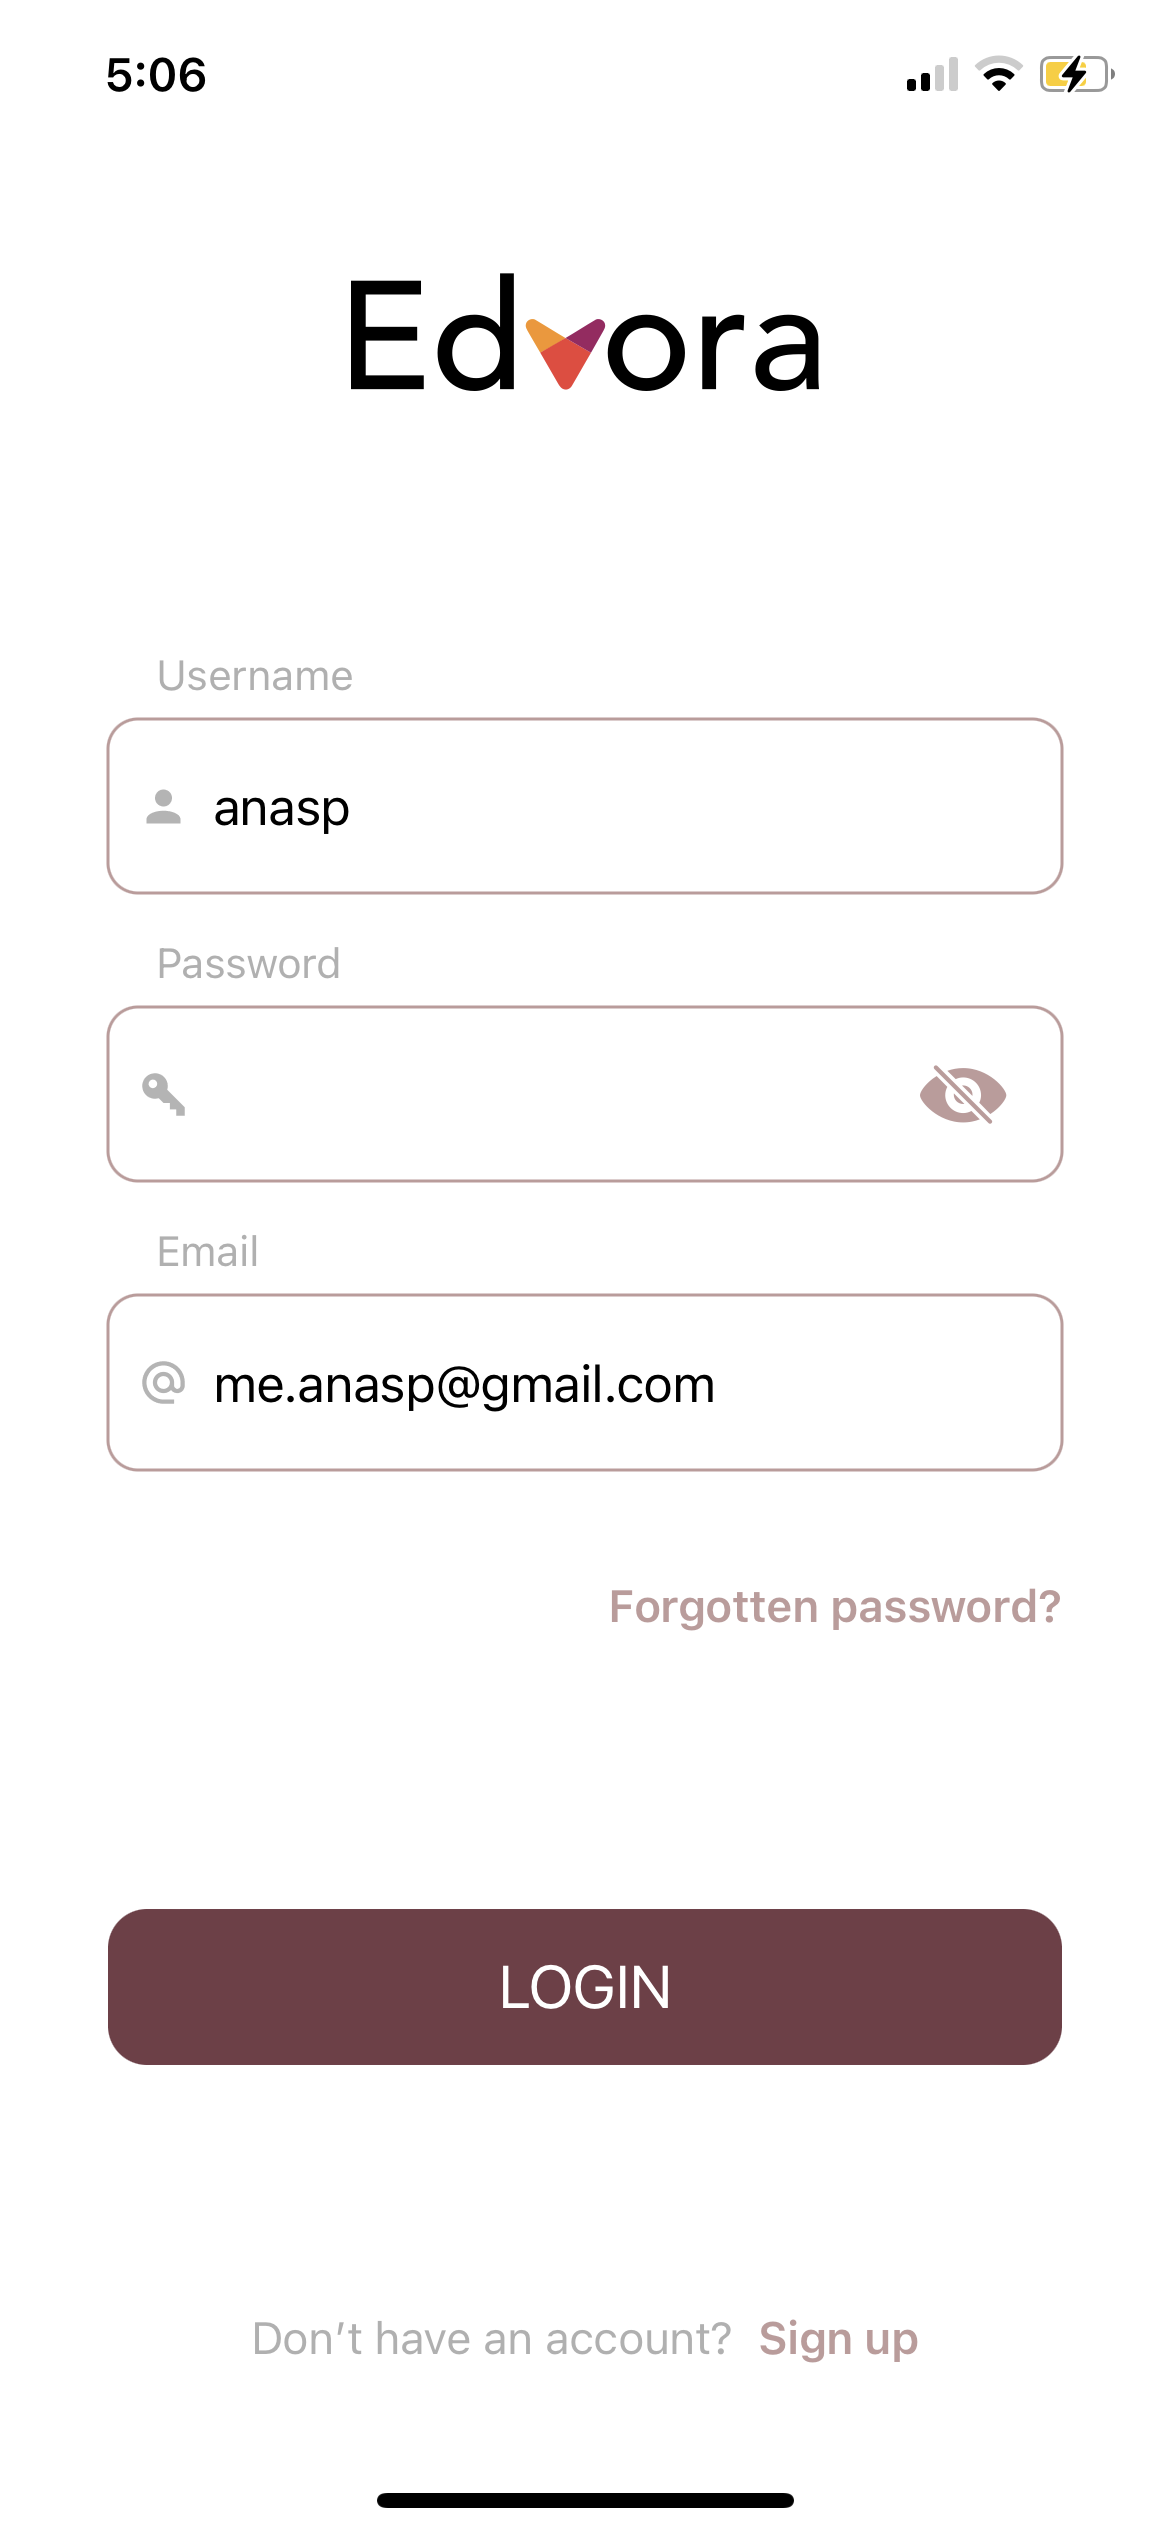 5:06
Edvora
Username
anasp
Password
Email
me.anasp@gmail.com
Forgotten password?
LOGIN
Don’t have an account? Sign up